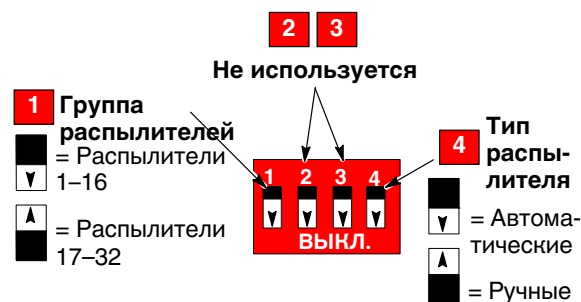 2 3
Не используется
1 Группа
распылителей
= Распылители
1–16
= Распылители
17–32
1 2 3 4
ВЫКЛ.
4 Тип
распы-
лителя
= Автома-
тические
= Ручные